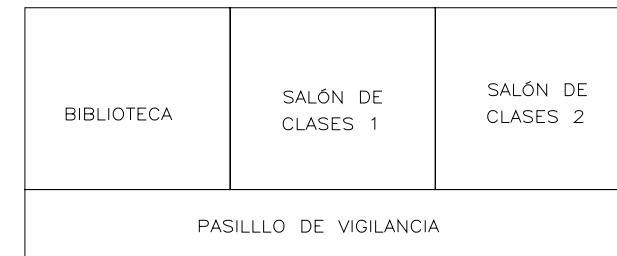 BIBLIOTECA
SALÓN DE
CLASES 1
SALÓN DE
CLASES 2
PASILLLO DE VIGILANCIA